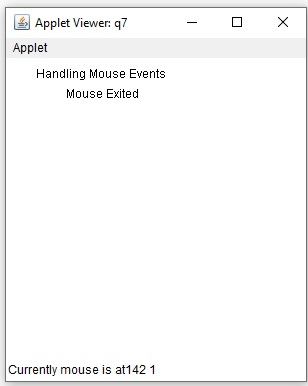 Applet Viewer: q7
Applet
Handling Mouse Events
Mouse Exited
Currently mouse is at142 1